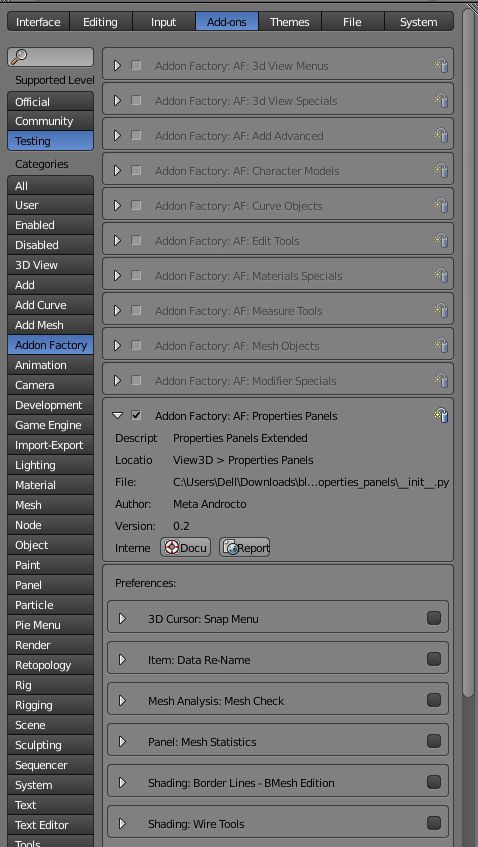 Interface Editing Input Add-ons Themes File System
Supported Level
Official
Community
Testing
Categories
All
User
Enabled
Disabled
3D View
Add
Add Curve
Add Mesh
Addon Factory
Animation
Camera
Development
Game Engine
Import-Export
Lighting
Material
Mesh
Node
Object
Paint
Panel
Particle
Pie Menu
Render
Retopology
Rig
Rigging
Scene
Sculpting
Sequencer
System
Text
Text Editor
Tools
Addon Factory: AF: 3d View Menus
Addon Factory: AF: 3d View Specials
Addon Factory: AF: Add Advanced
Addon Factory: AF: Character Models
Addon Factory: AF: Curve Objects
Addon Factory: AF: Edit Tools
Addon Factory: AF: Materials Specials
Addon Factory: AF: Measure Tools
Addon Factory: AF: Mesh Objects
Addon Factory: AF: Modifier Specials
Addon Factory: AF: Properties Panels
Descript Properties Panels Extended
Locatio View3D > Properties Panels
File: C:\Users\Dell\Downloads\bl...operties_panels\__init__.py
Author: Meta Androcto
Version: 0.2
Interne Docu Report
Preferences:
3D Cursor: Snap Menu
Item: Data Re-Name
Mesh Analysis: Mesh Check
Panel: Mesh Statistics
Shading: Border Lines - BMesh Edition
Shading: Wire Tools